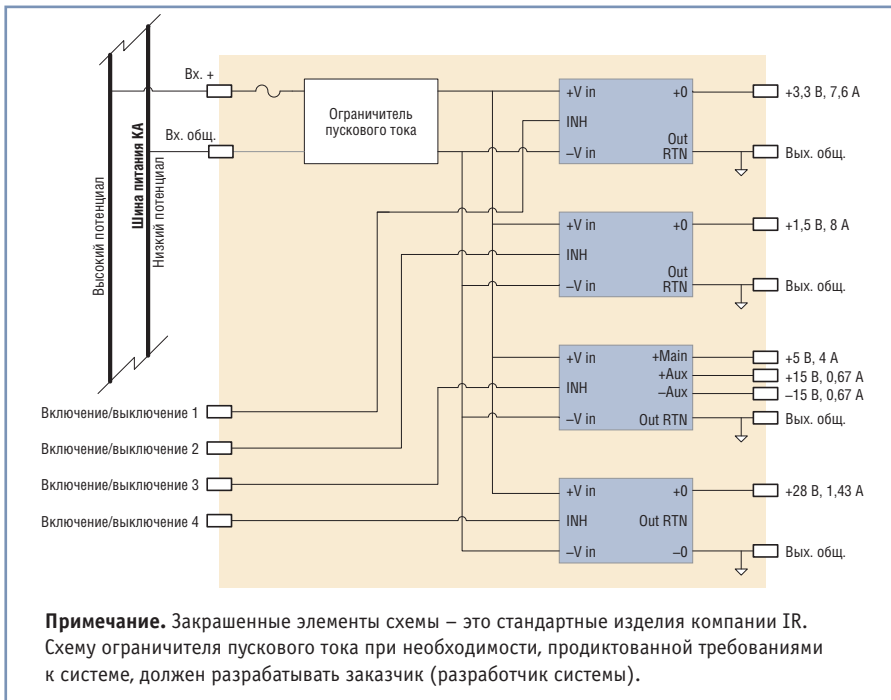 Высокий потенциал
Шина питания КА
Низкий потенциал
Вх. +
Вх. общ.
Ограничитель
пускового тока
+V in
INH
–V in
+0
Out
RTN
+3,3 В, 7,6 А
Вых. общ.
+V in
INH
–V in
+0
Out
RTN
+1,5 В, 8 А
Вых. общ.
+V in
INH
–V in
+Main
+Aux
–Aux
Out RTN
+5 В, 4 А
+15 В, 0,67 А
–15 В, 0,67 А
Вых. общ.
+V in
INH
–V in
+0
Out RTN
–0
+28 В, 1,43 А
Вых. общ.
Включение/выключение 1
Включение/выключение 2
Включение/выключение 3
Включение/выключение 4
Примечание. Закрашенные элементы схемы – это стандартные изделия компании IR.
Схему ограничителя пускового тока при необходимости, продиктованной требованиями
к системе, должен разрабатывать заказчик (разработчик системы).